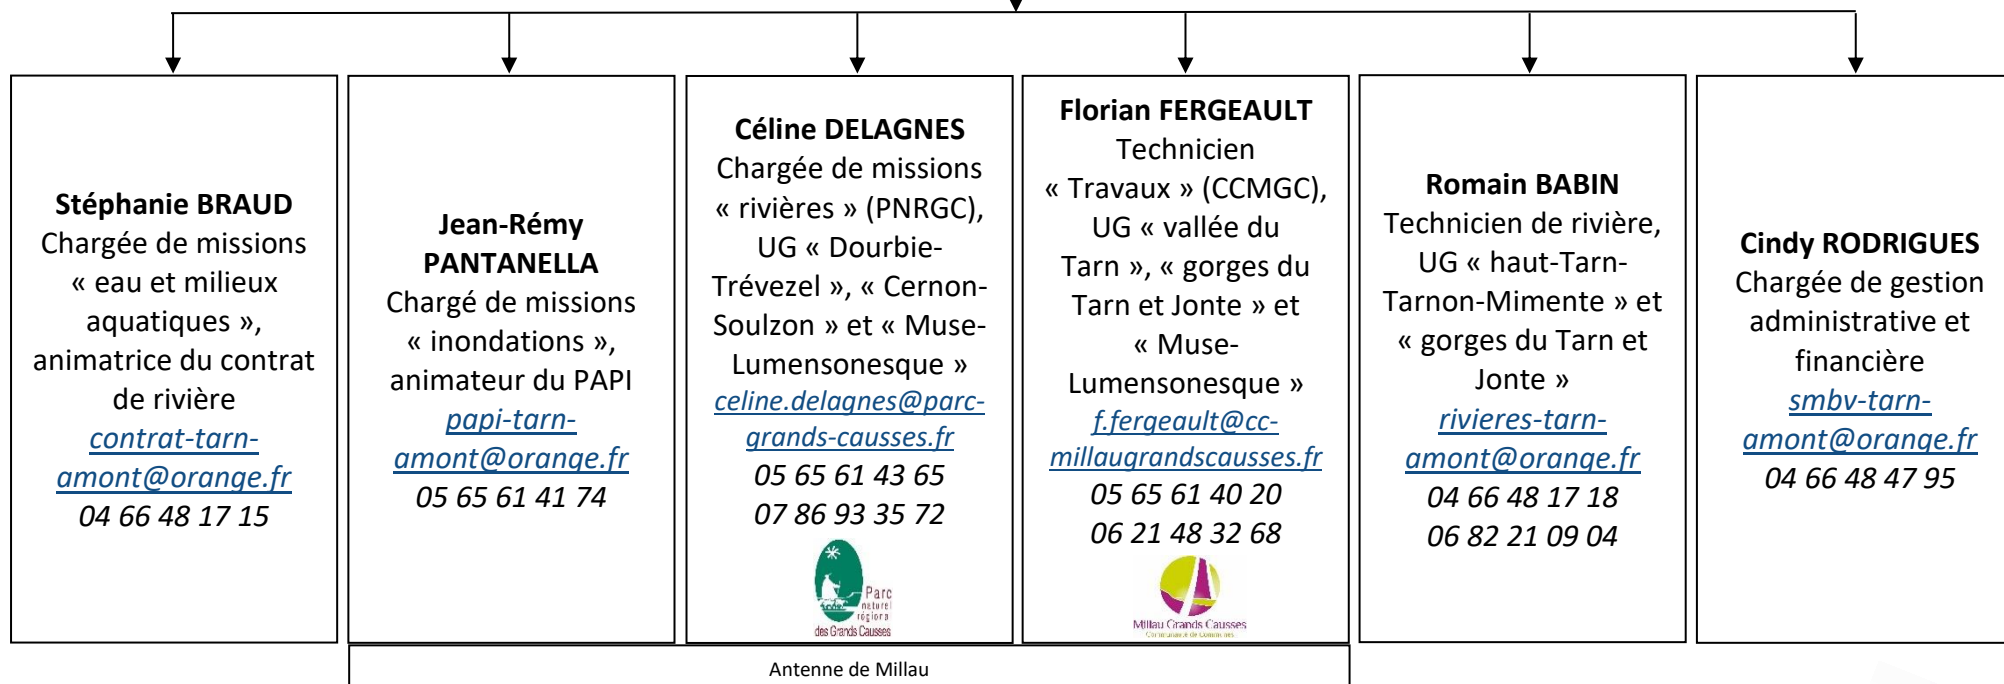 Stéphanie BRAUD
Chargée de missions
« eau et milieux
aquatiques »,
animatrice du contrat
de rivière
contrat-tarn-
amont@orange.fr
04 66 48 17 15
Jean-Rémy
PANTANELLA
Chargé de missions
« inondations »,
animateur du PAPI
papi-tarn-
amont@orange.fr
05 65 61 41 74
Céline DELAGNES
Chargée de missions
« rivières » (PNRGC),
UG « Dourbie-
Trévezel », « Cernon-
Soulzon » et « Muse-
Lumensonesque »
celine.delagnes@parc-
grands-causses.fr
05 65 61 43 65
07 86 93 35 72
Parc
naturel
régional
des Grands Causses
Florian FERGEAULT
Technicien
« Travaux » (CCMGC),
UG « vallée du
Tarn », « gorges du
Tarn et Jonte » et
« Muse-
Lumensonesque »
f.fergeault@cc-
millaugrandscausses.fr
05 65 61 40 20
06 21 48 32 68
Millau Grands Causses
Communauté de Communes
Romain BABIN
Technicien de rivière,
UG « haut-Tarn-
Tarnon-Mimente » et
« gorges du Tarn et
Jonte »
rivieres-tarn-
amont@orange.fr
04 66 48 17 18
06 82 21 09 04
Cindy RODRIGUES
Chargée de gestion
administrative et
financière
smbv-tarn-
amont@orange.fr
04 66 48 47 95
Antenne de Millau